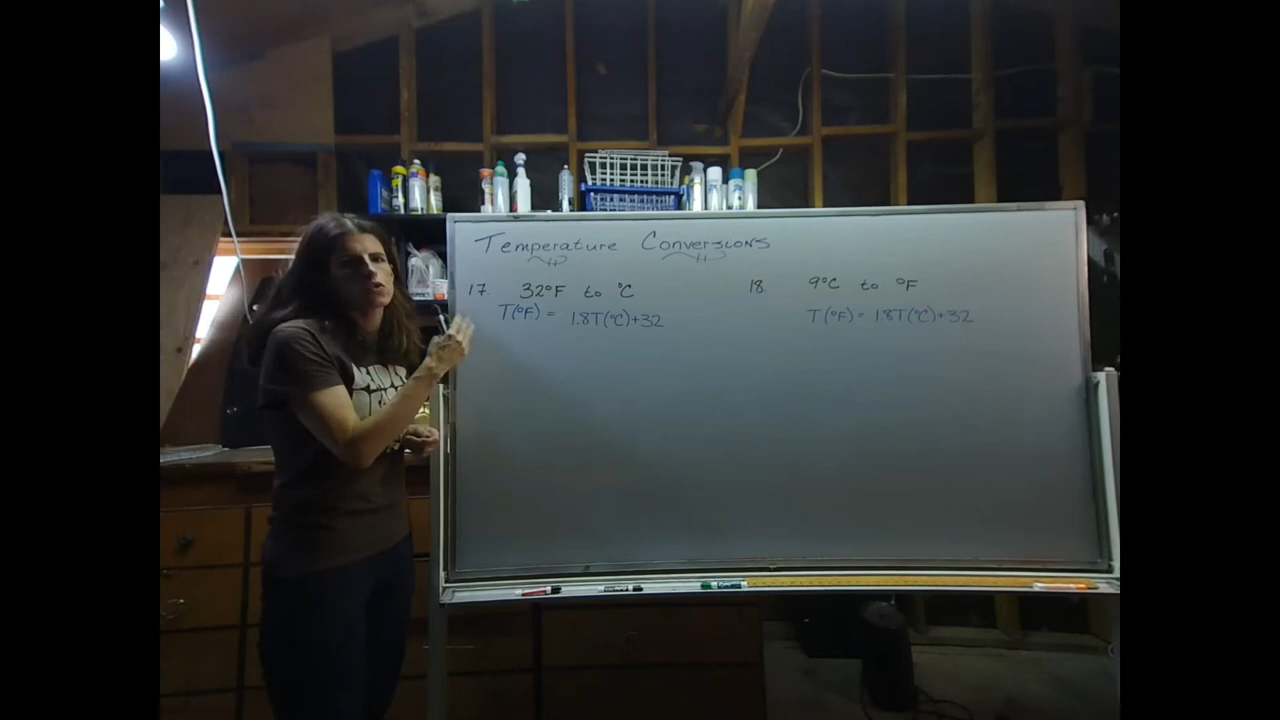 Temperature Conversions
17. 32°F to °C
T(°F) = 1.8T(°C)+32
18. 9°C to °F
T(°F) = 1.8T(°C)+32